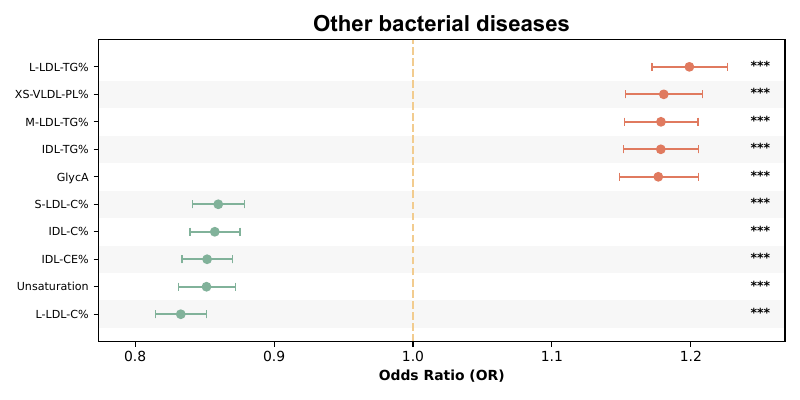 Other bacterial diseases
L-LDL-TG% ***
XS-VLDL-PL% ***
M-LDL-TG% ***
IDL-TG% ***
GlycA ***
S-LDL-C% ***
IDL-C% ***
IDL-CE% ***
Unsaturation ***
L-LDL-C% ***
0.8 0.9 1.0 1.1 1.2
Odds Ratio (OR)